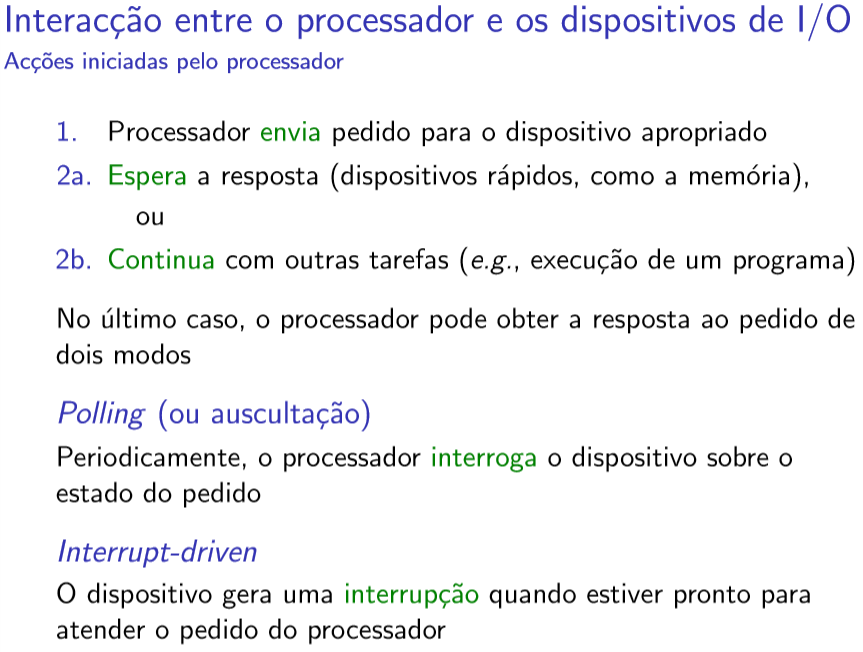 Interacção entre o processador e os dispositivos de I/O
Acções iniciadas pelo processador
1. Processador envia pedido para o dispositivo apropriado
2a. Espera a resposta (dispositivos rápidos, como a memória),
ou
2b. Continua com outras tarefas (e.g., execução de um programa)
No último caso, o processador pode obter a resposta ao pedido de
dois modos
Polling (ou auscultação)
Periodicamente, o processador interroga o dispositivo sobre o
estado do pedido
Interrupt-driven
O dispositivo gera uma interrupção quando estiver pronto para
atender o pedido do processador